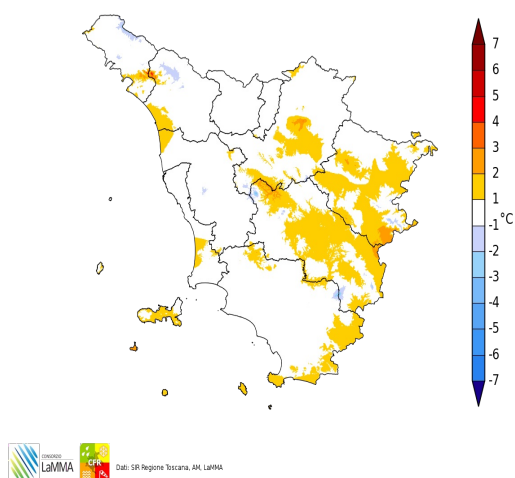 7
6
5
4
3
2
1
-1
-2
-3
-4
-5
-6
-7
°C
CONSORZIO
LaMMA
CFR
Dati: SIR Regione Toscana, AM, LaMMA